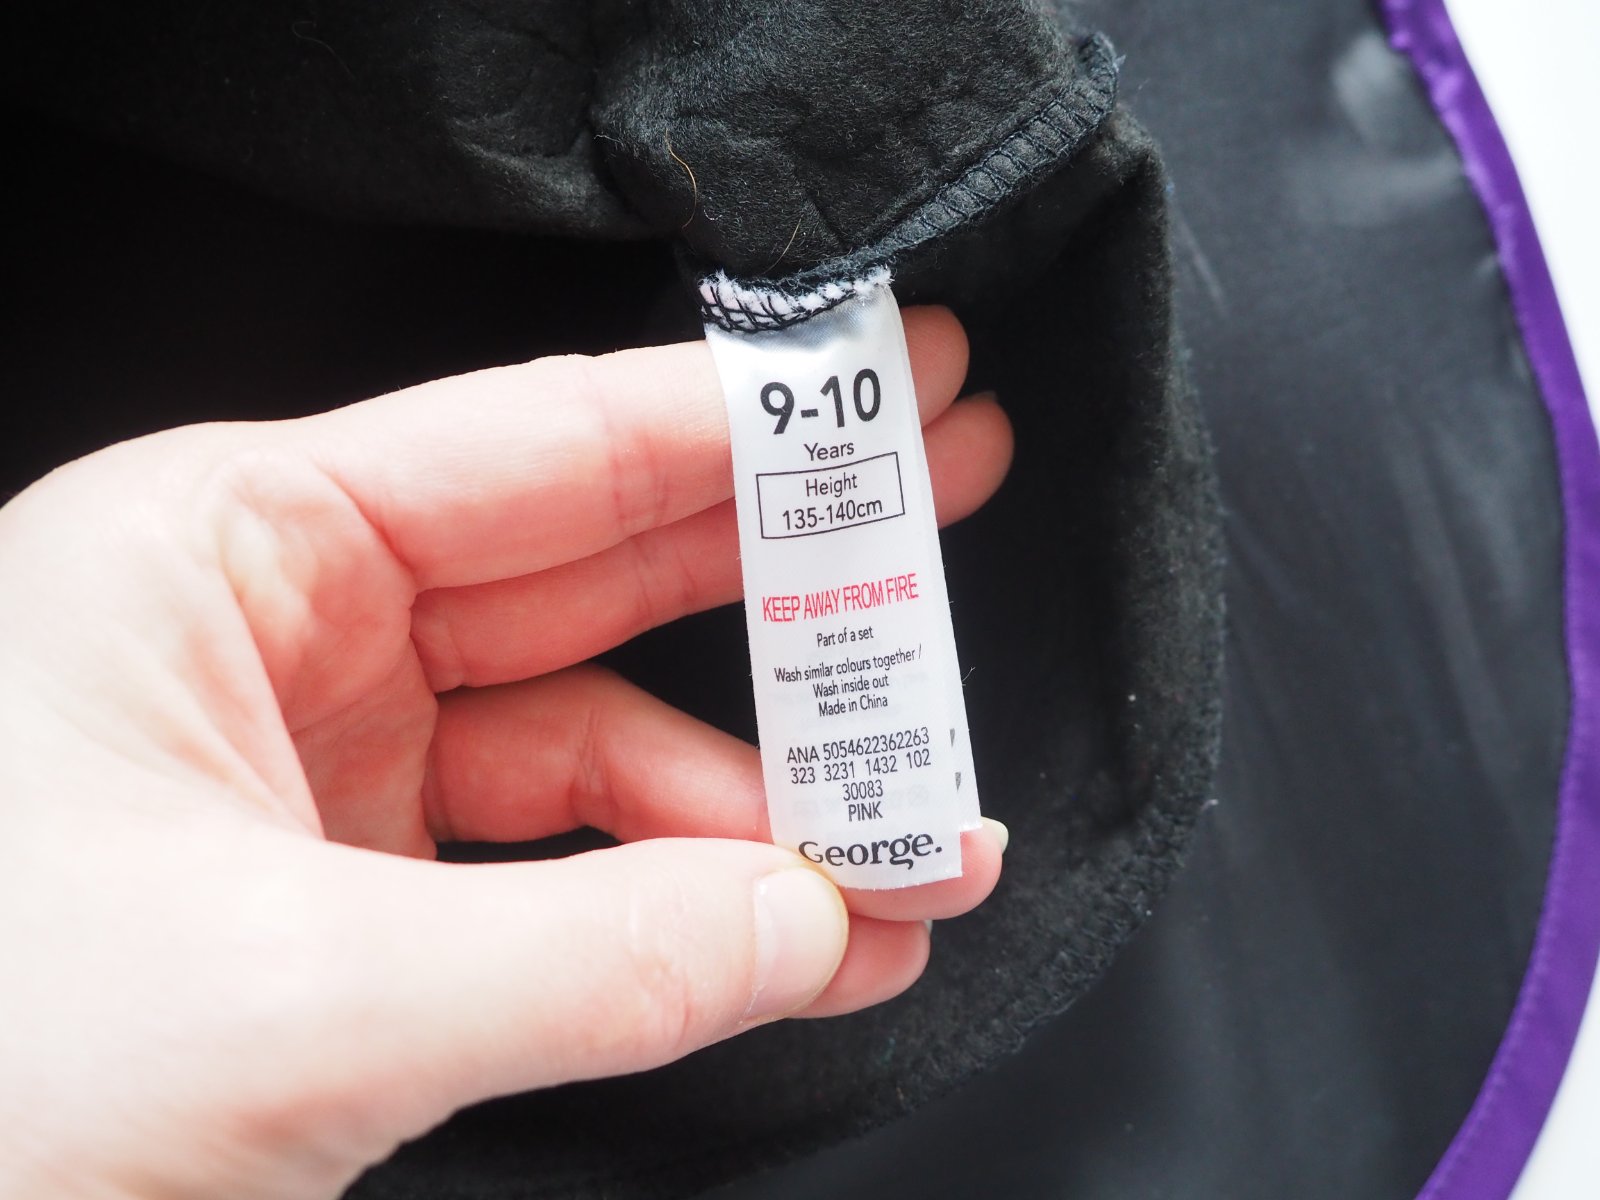 9-10
Years
Height
135-140cm
KEEP AWAY FROM FIRE
Part of a set
Wash similar colours together /
Wash inside out
Made in China
ANA 5054622362263
323 3231 1432 102
30083
PINK
George.